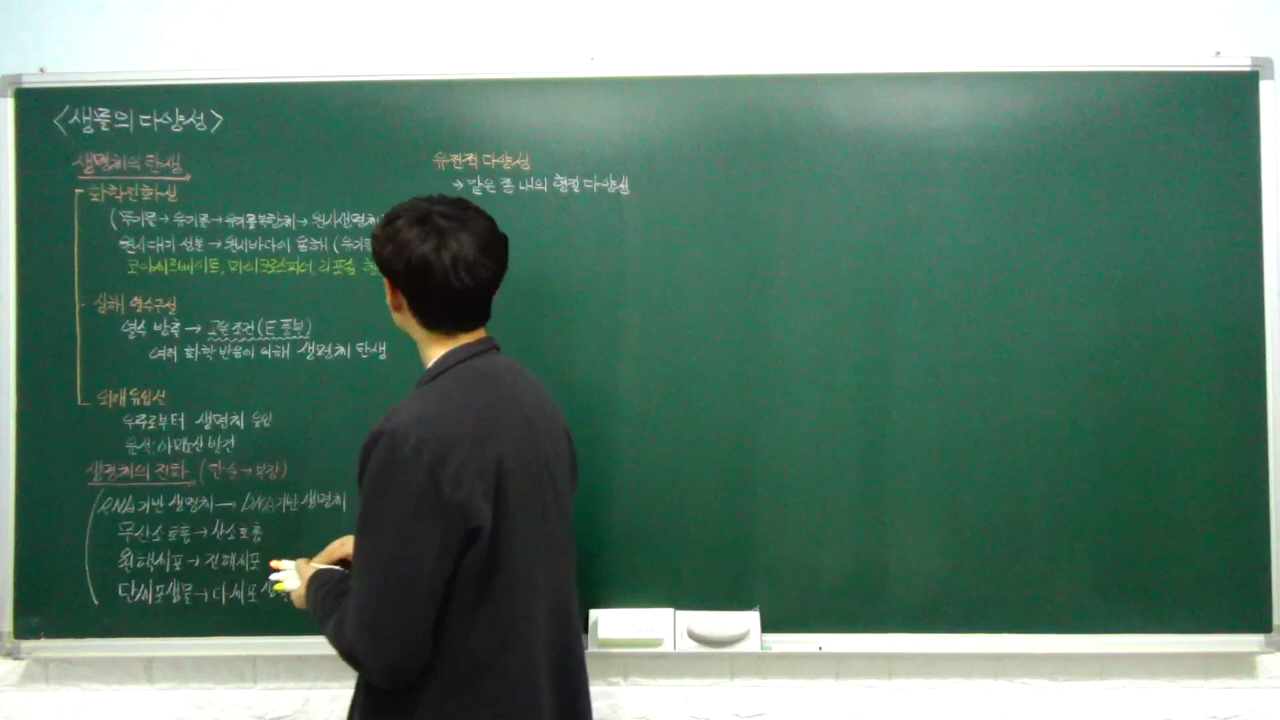 <생물의 다양성>
생명체의 탄생
화학진화설
(무기물→유기물→유기물복합체→원시생명체
원시대기 성분→원시바다에 용해 (유기물
코아세르베이트, 마이크로스피어, 리포솜
심해 열수구설
열수 방출 → 고온조건(E 풍부)
여러 화학반응에 의해 생명체 탄생
외래유입설
우주로부터 생명체 유입
운석:아미노산 발견
생명체의 진화 (단순→복잡)
RNA기반 생명체 → DNA기반 생명체
무산소호흡→산소호흡
원핵세포→진핵세포
단세포생물→다세포생
유전적 다양성
→ 같은 종 내의 형질 다양성